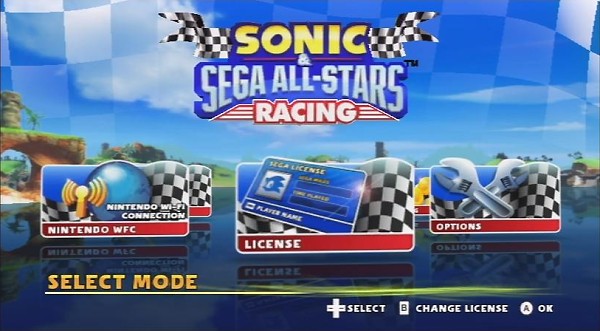 SONIC
&
SEGA ALL-STARS
RACING
TM
NINTENDO Wi-Fi
CONNECTION
NINTENDO WFC
SEGA LICENSE
PLAYER NAME
LICENSE
OPTIONS
SELECT MODE
SELECT B CHANGE LICENSE A OK